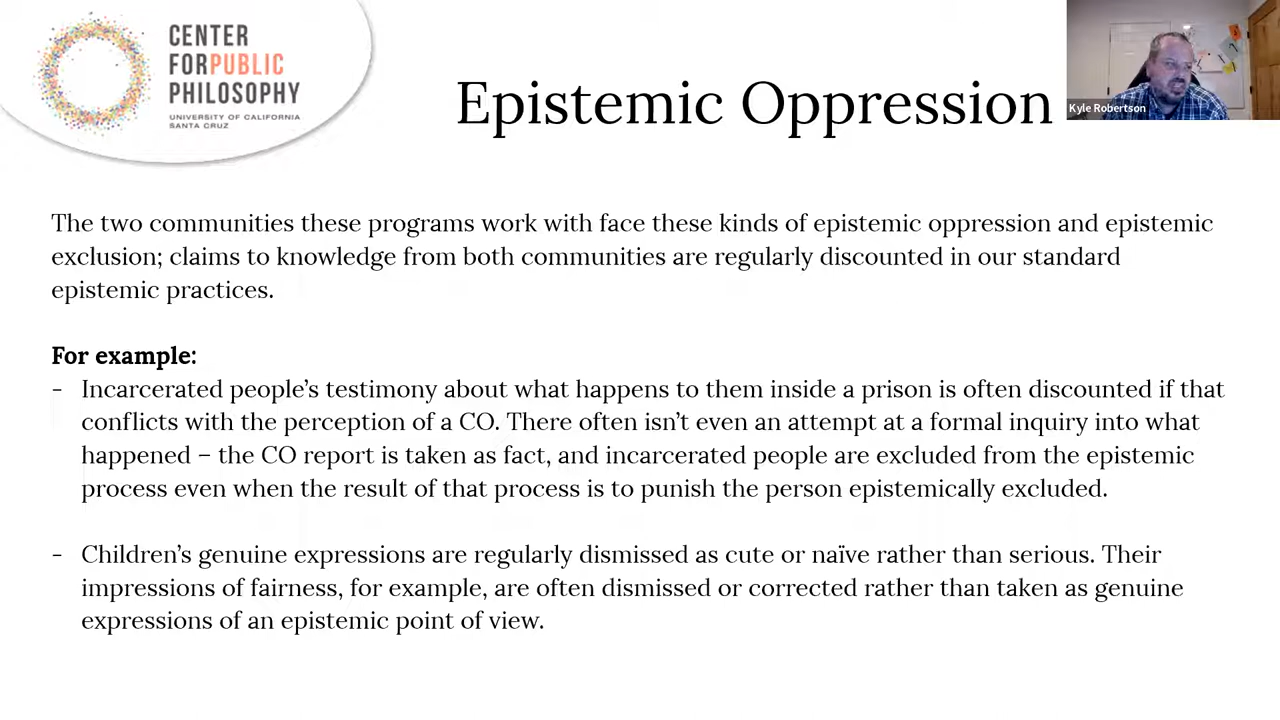 CENTER
FORPUBLIC
PHILOSOPHY
UNIVERSITY OF CALIFORNIA
SANTA CRUZ
Epistemic Oppression
Kyle Robertson
The two communities these programs work with face these kinds of epistemic oppression and epistemic
exclusion; claims to knowledge from both communities are regularly discounted in our standard
epistemic practices.
For example:
- Incarcerated people’s testimony about what happens to them inside a prison is often discounted if that
conflicts with the perception of a CO. There often isn’t even an attempt at a formal inquiry into what
happened – the CO report is taken as fact, and incarcerated people are excluded from the epistemic
process even when the result of that process is to punish the person epistemically excluded.
- Children’s genuine expressions are regularly dismissed as cute or naïve rather than serious. Their
impressions of fairness, for example, are often dismissed or corrected rather than taken as genuine
expressions of an epistemic point of view.